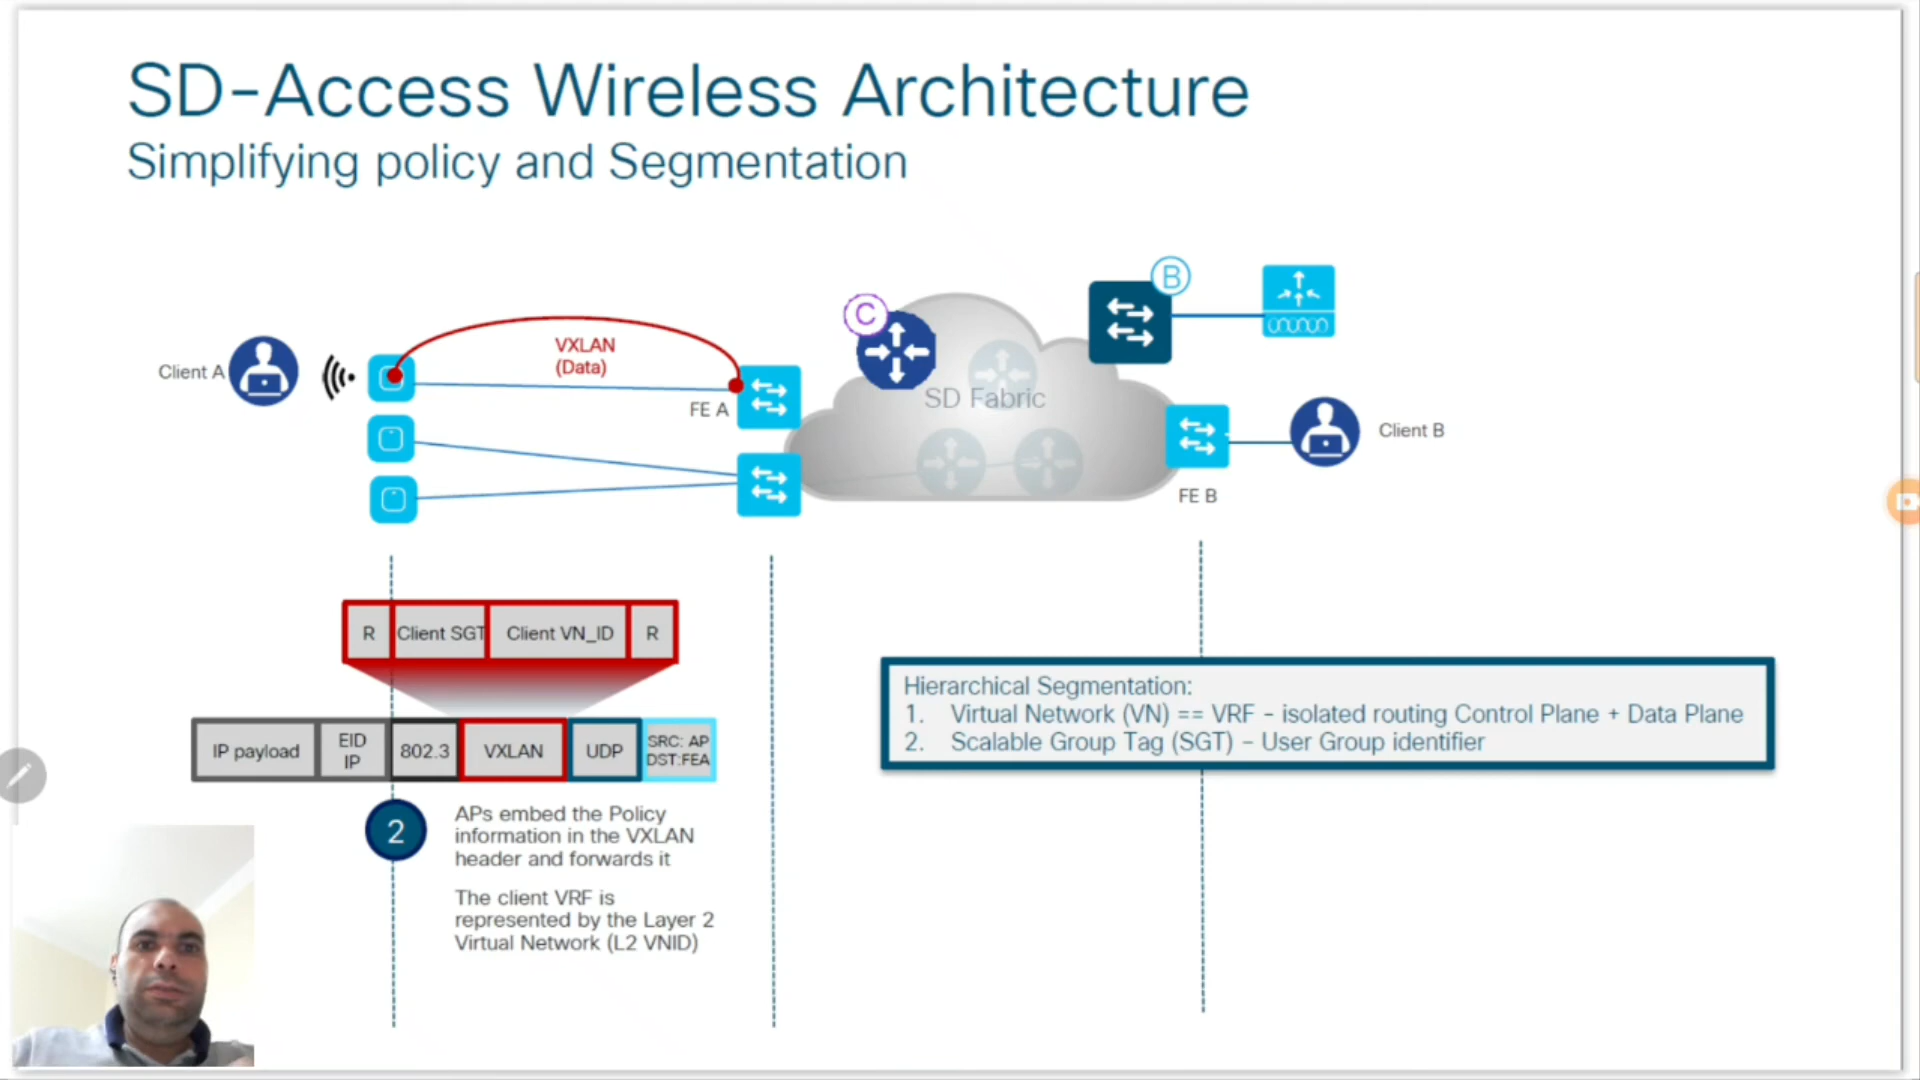 SD-Access Wireless Architecture
Simplifying policy and Segmentation
B
C
VXLAN
(Data)
Client A
FE A
SD Fabric
Client B
FE B
R
Client SGT
Client VN_ID
R
IP payload
EID
IP
802.3
VXLAN
UDP
SRC: AP
DST:FEA
Hierarchical Segmentation:
1. Virtual Network (VN) == VRF – isolated routing Control Plane + Data Plane
2. Scalable Group Tag (SGT) – User Group identifier
2
APs embed the Policy
information in the VXLAN
header and forwards it
The client VRF is
represented by the Layer 2
Virtual Network (L2 VNID)